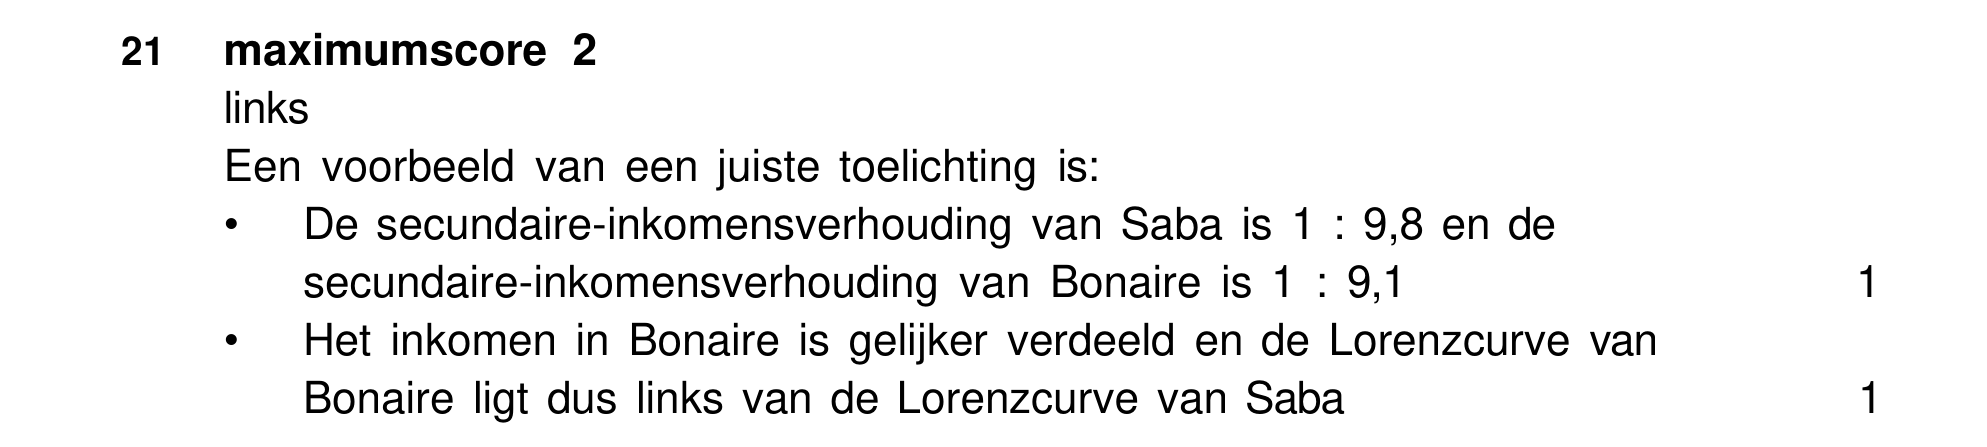 21 maximumscore 2
links
Een voorbeeld van een juiste toelichting is:
• De secundaire-inkomensverhouding van Saba is 1 : 9,8 en de
secundaire-inkomensverhouding van Bonaire is 1 : 9,1 1
• Het inkomen in Bonaire is gelijker verdeeld en de Lorenzcurve van
Bonaire ligt dus links van de Lorenzcurve van Saba 1